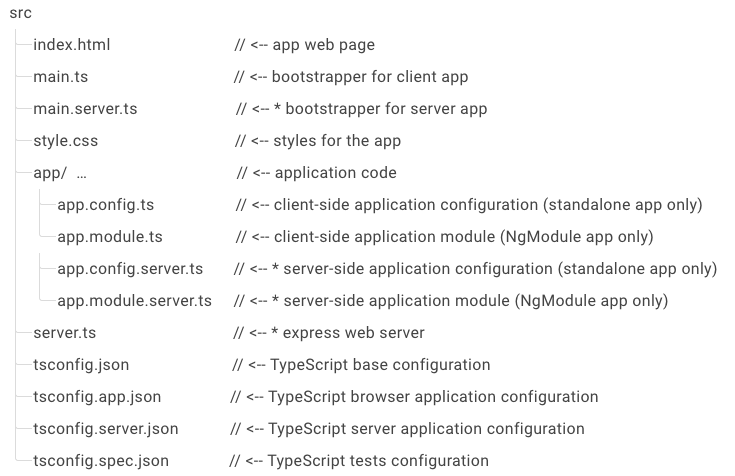 src
index.html // <-- app web page
main.ts // <-- bootstrapper for client app
main.server.ts // <-- * bootstrapper for server app
style.css // <-- styles for the app
app/ … // <-- application code
app.config.ts // <-- client-side application configuration (standalone app only)
app.module.ts // <-- client-side application module (NgModule app only)
app.config.server.ts // <-- * server-side application configuration (standalone app only)
app.module.server.ts // <-- * server-side application module (NgModule app only)
server.ts // <-- * express web server
tsconfig.json // <-- TypeScript base configuration
tsconfig.app.json // <-- TypeScript browser application configuration
tsconfig.server.json // <-- TypeScript server application configuration
tsconfig.spec.json // <-- TypeScript tests configuration